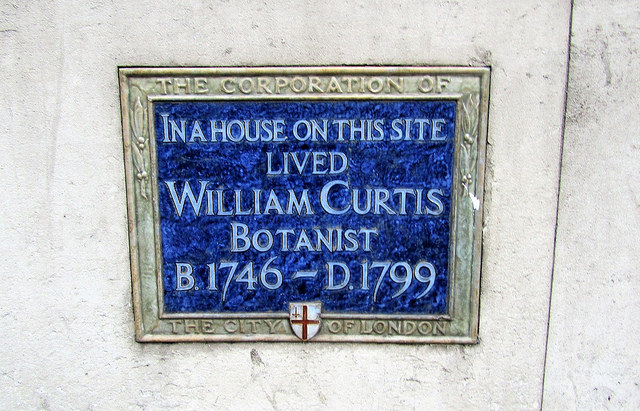 THE CORPORATION OF
IN A HOUSE ON THIS SITE
LIVED
WILLIAM CURTIS
BOTANIST
B. 1746 – D. 1799
THE CITY OF LONDON